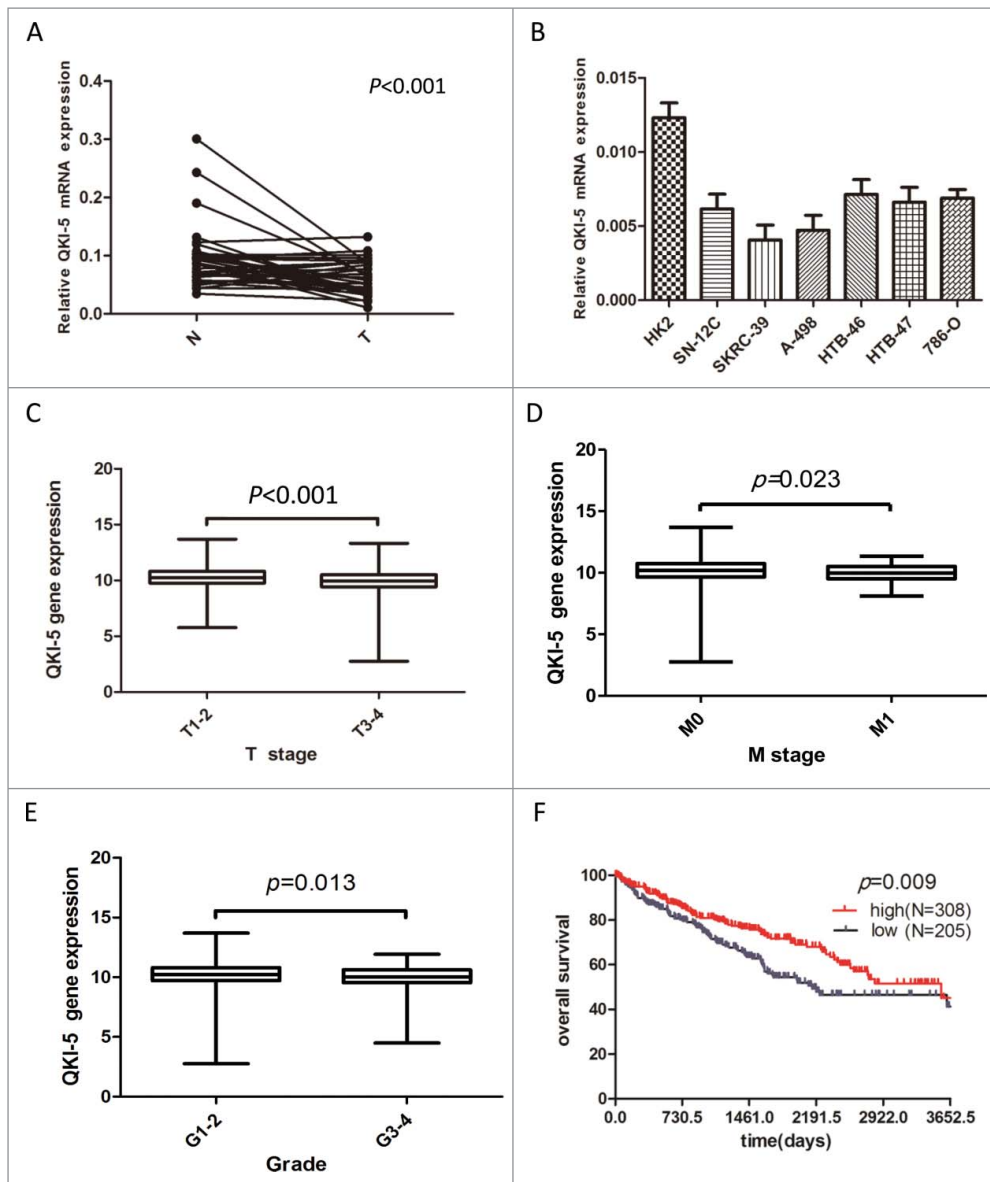 A
Relative QKI-5 mRNA expression
0.4
0.3
0.2
0.1
0.0
P<0.001
N
T
B
Relative QKI-5 mRNA expression
0.015
0.010
0.005
0.000
HK2
SN-12C
SKRC-39
A-498
HTB-46
HTB-47
786-O
C
QKI-5 gene expression
20
15
10
5
0
P<0.001
T1-2
T3-4
T stage
D
QKI-5 gene expression
20
15
10
5
0
p=0.023
M0
M1
M stage
E
QKI-5 gene expression
20
15
10
5
0
p=0.013
G1-2
G3-4
Grade
F
overall survival
100
80
60
40
20
0
p=0.009
high(N=308)
low (N=205)
0.0
730.5
1461.0
2191.5
2922.0
3652.5
time(days)